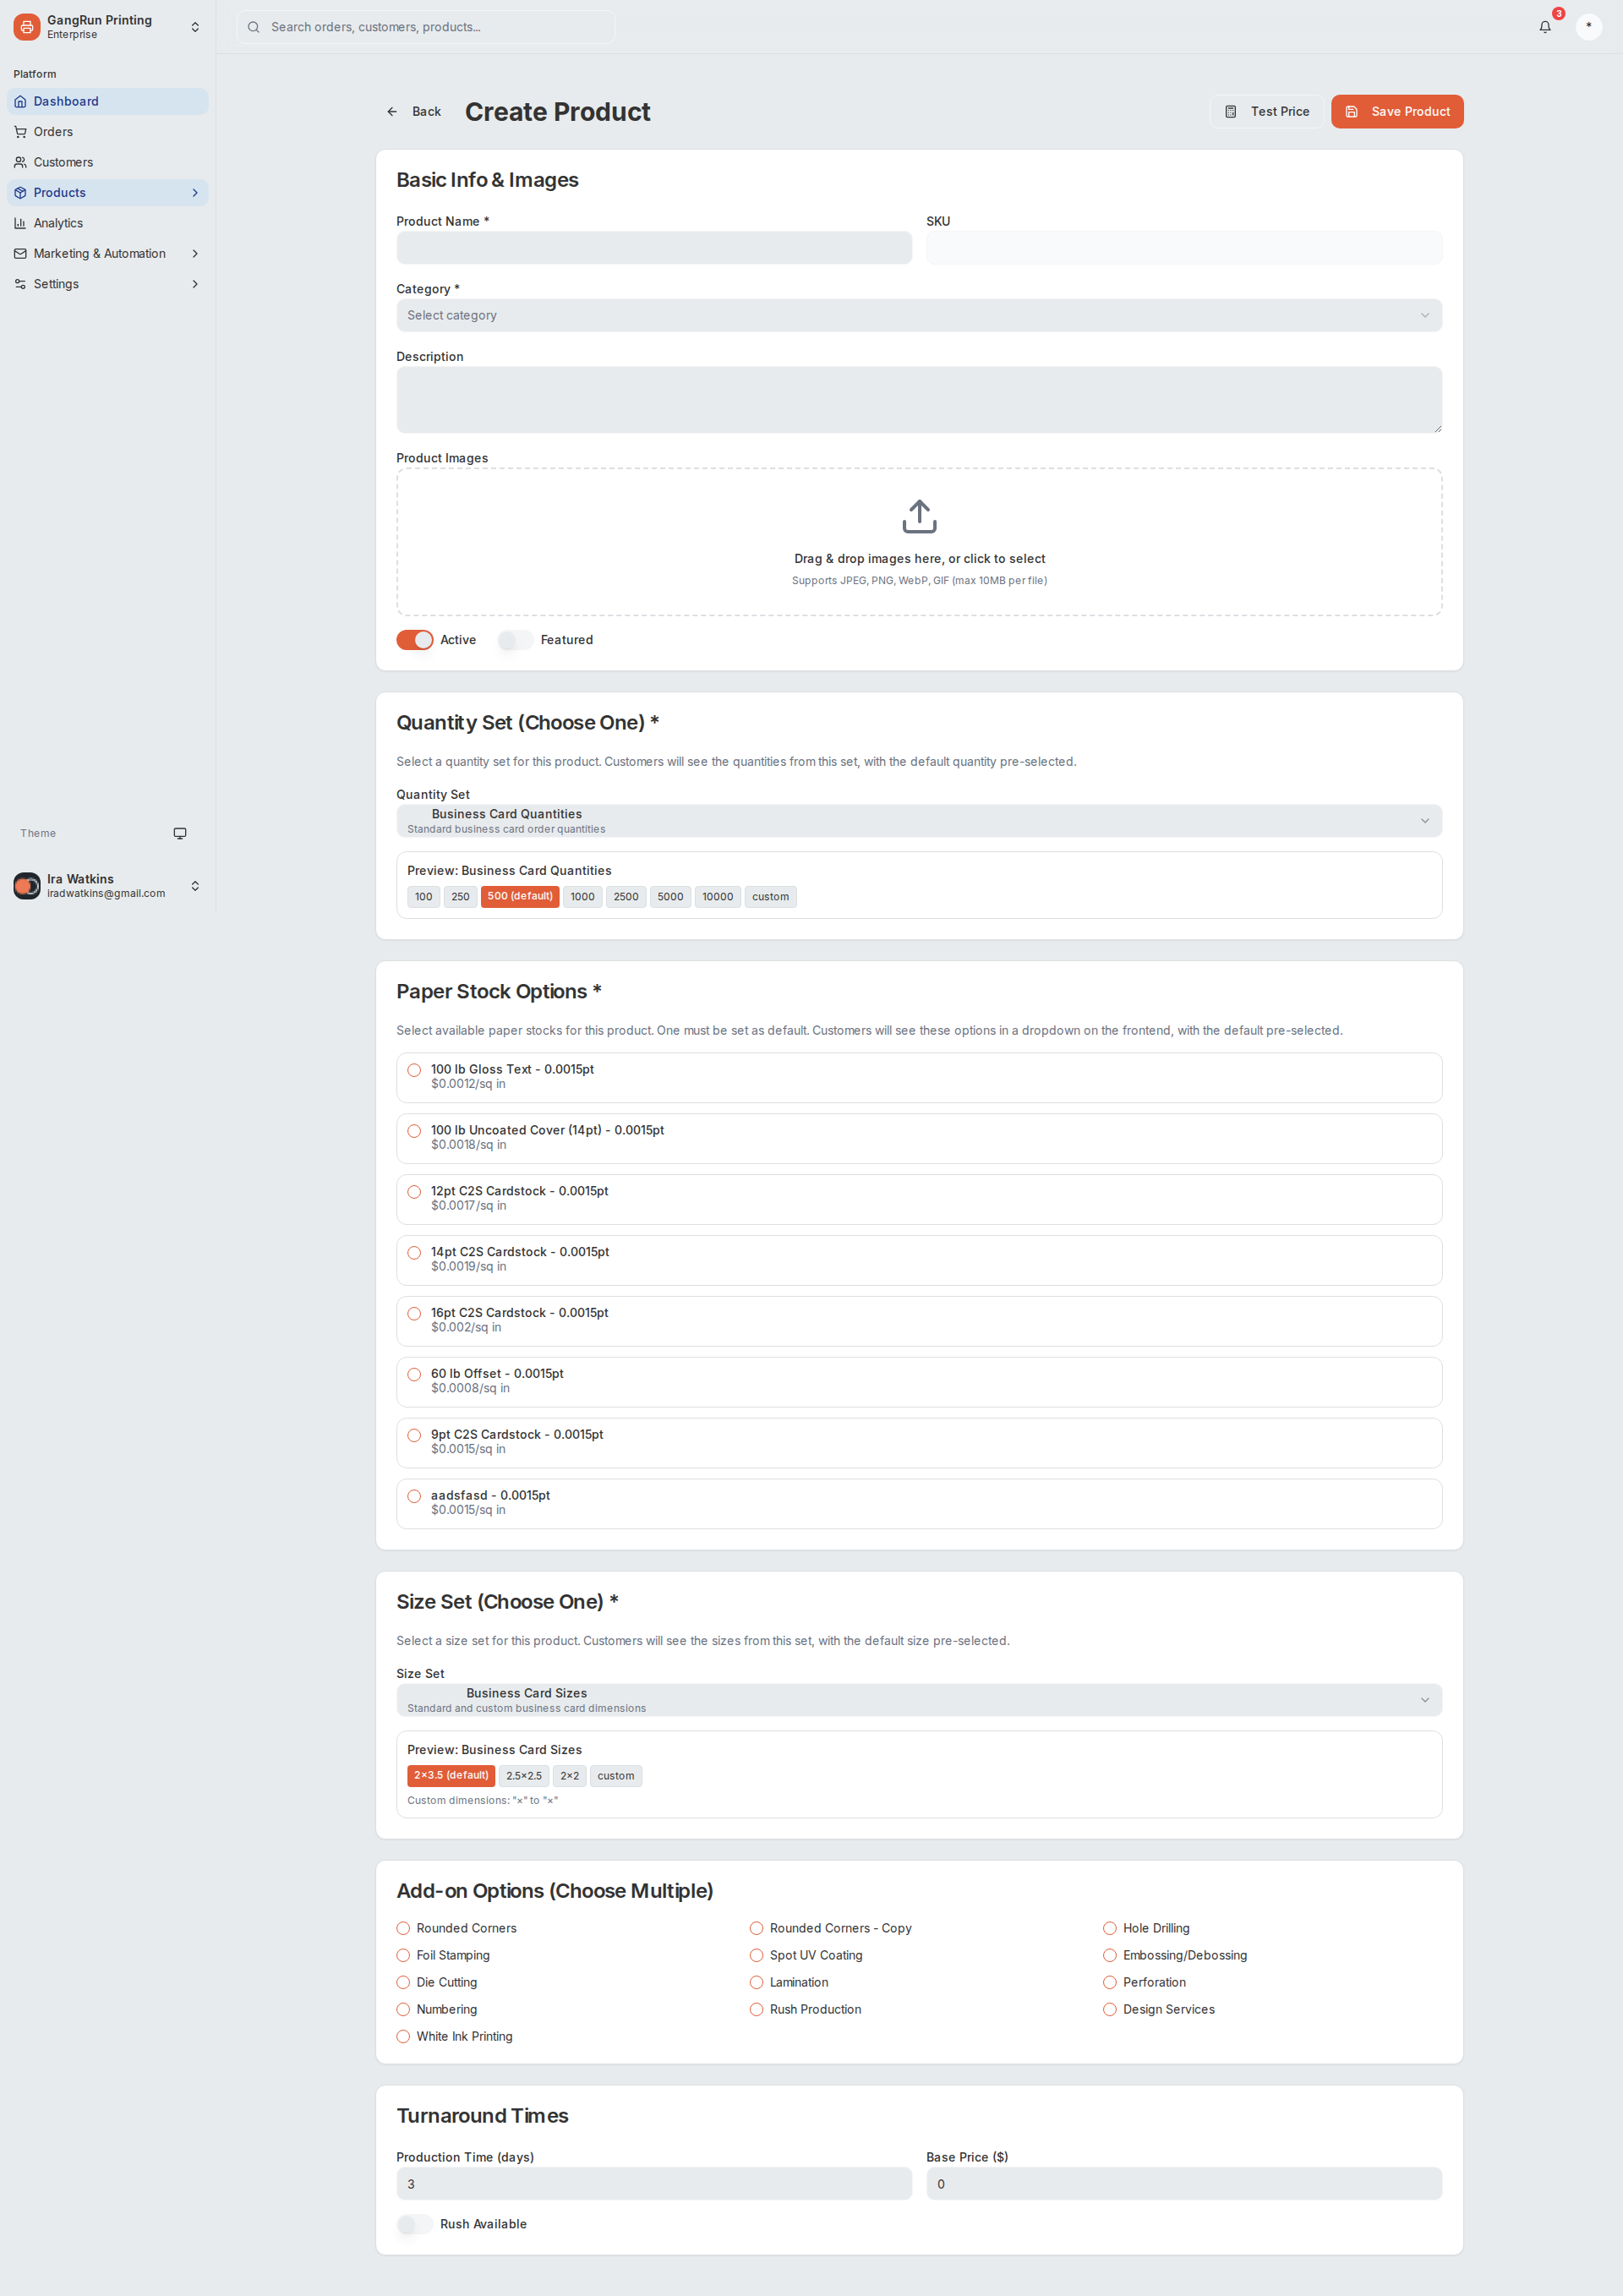 GangRun Printing
Enterprise
Search orders, customers, products...
3
*
Platform
Dashboard
Orders
Customers
Products
Analytics
Marketing & Automation
Settings
Theme
Ira Watkins
iradwatkins@gmail.com
Back
Create Product
Test Price
Save Product
Basic Info & Images
Product Name *
SKU
Category *
Select category
Description
Product Images
Drag & drop images here, or click to select
Supports JPEG, PNG, WebP, GIF (max 10MB per file)
Active
Featured
Quantity Set (Choose One) *
Select a quantity set for this product. Customers will see the quantities from this set, with the default quantity pre-selected.
Quantity Set
Business Card Quantities
Standard business card order quantities
Preview: Business Card Quantities
100 250 500 (default) 1000 2500 5000 10000 custom
Paper Stock Options *
Select available paper stocks for this product. One must be set as default. Customers will see these options in a dropdown on the frontend, with the default pre-selected.
100 lb Gloss Text - 0.0015pt
$0.0012/sq in
100 lb Uncoated Cover (14pt) - 0.0015pt
$0.0018/sq in
12pt C2S Cardstock - 0.0015pt
$0.0017/sq in
14pt C2S Cardstock - 0.0015pt
$0.0019/sq in
16pt C2S Cardstock - 0.0015pt
$0.002/sq in
60 lb Offset - 0.0015pt
$0.0008/sq in
9pt C2S Cardstock - 0.0015pt
$0.0015/sq in
aadsfasd - 0.0015pt
$0.0015/sq in
Size Set (Choose One) *
Select a size set for this product. Customers will see the sizes from this set, with the default size pre-selected.
Size Set
Business Card Sizes
Standard and custom business card dimensions
Preview: Business Card Sizes
2×3.5 (default) 2.5×2.5 2×2 custom
Custom dimensions: "×" to "×"
Add-on Options (Choose Multiple)
Rounded Corners
Rounded Corners - Copy
Hole Drilling
Foil Stamping
Spot UV Coating
Embossing/Debossing
Die Cutting
Lamination
Perforation
Numbering
Rush Production
Design Services
White Ink Printing
Turnaround Times
Production Time (days)
Base Price ($)
3
0
Rush Available